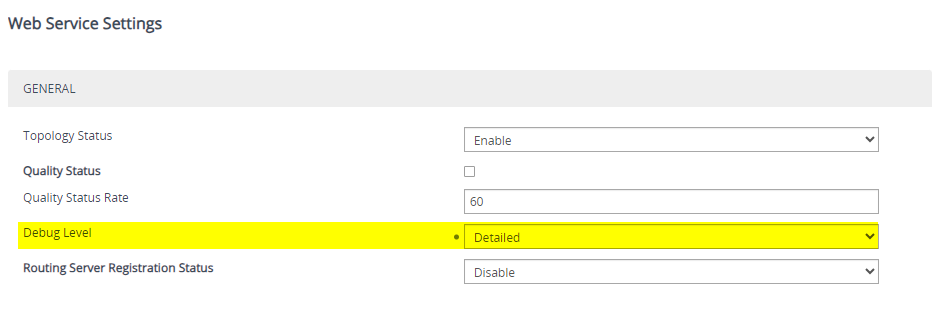 Web Service Settings
GENERAL
Topology Status Enable
Quality Status
Quality Status Rate 60
Debug Level Detailed
Routing Server Registration Status Disable